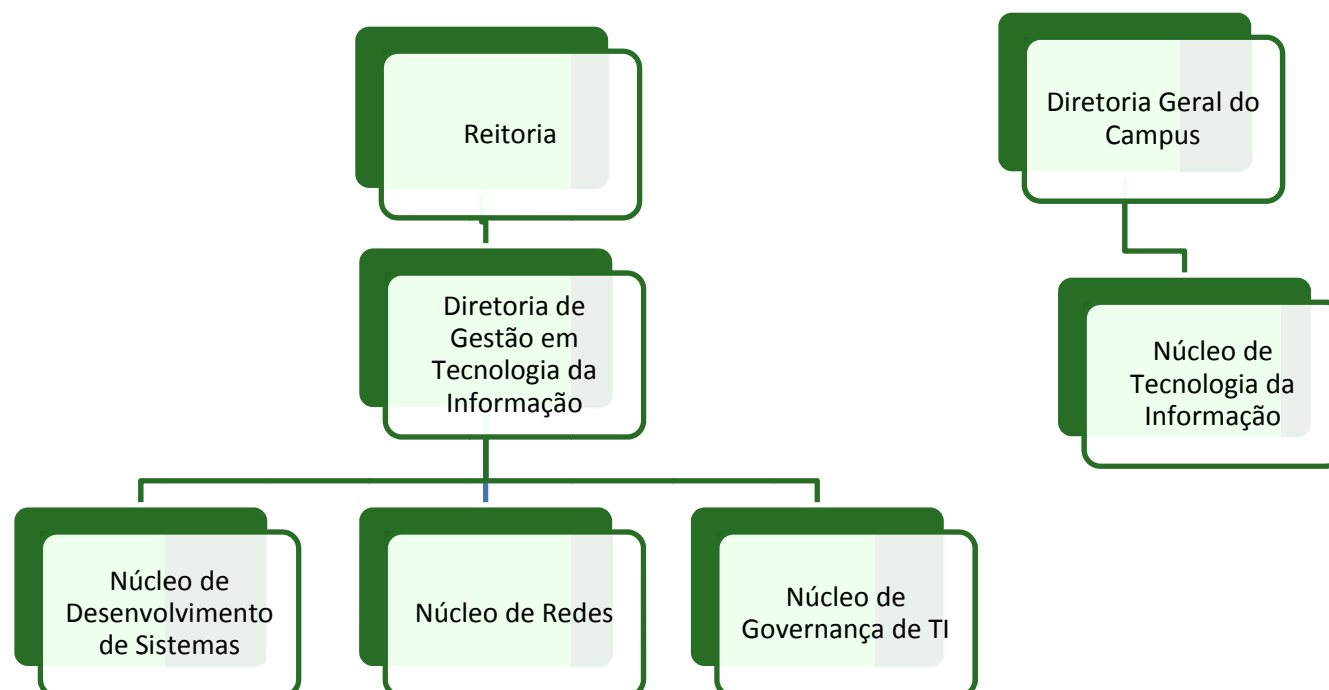 Reitoria
Diretoria de
Gestão em
Tecnologia da
Informação
Núcleo de
Desenvolvimento
de Sistemas
Núcleo de Redes
Núcleo de
Governança de TI
Diretoria Geral do
Campus
Núcleo de
Tecnologia da
Informação